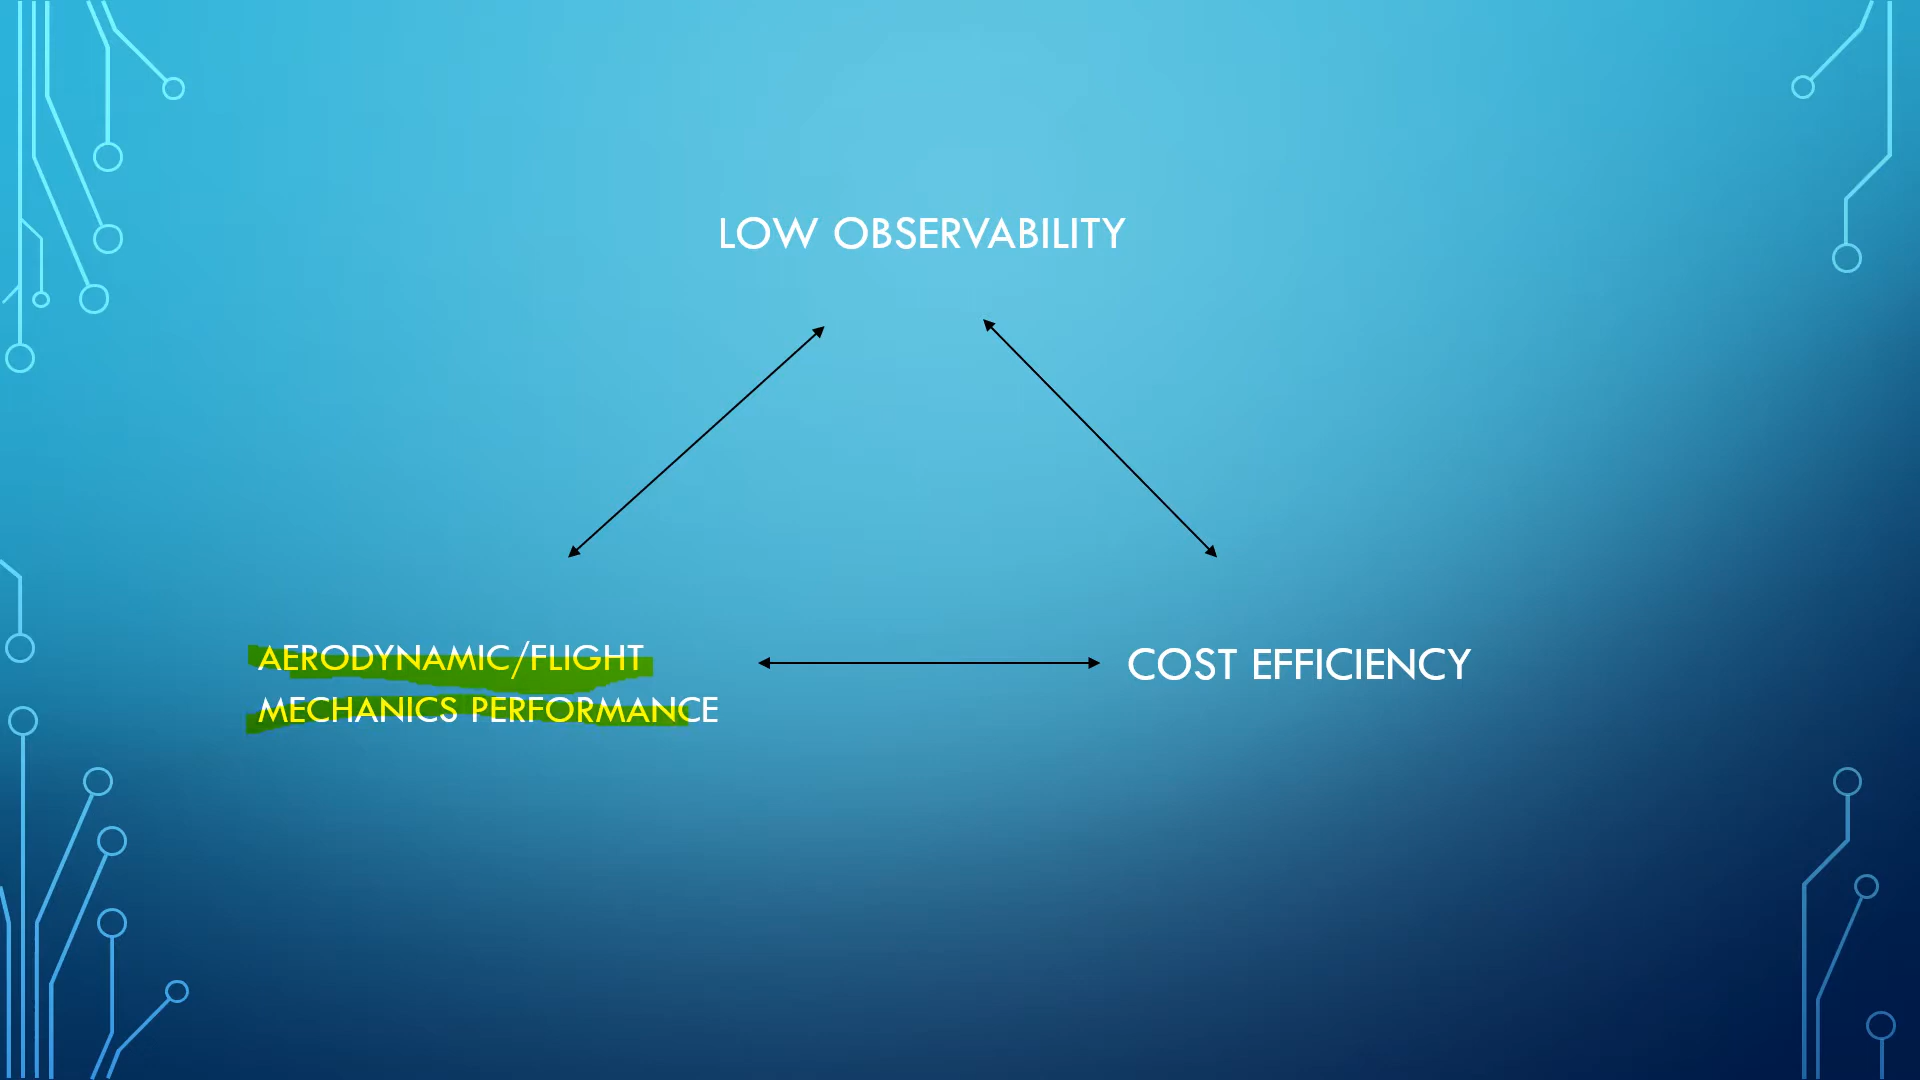 LOW OBSERVABILITY
AERODYNAMIC/FLIGHT
MECHANICS PERFORMANCE
COST EFFICIENCY